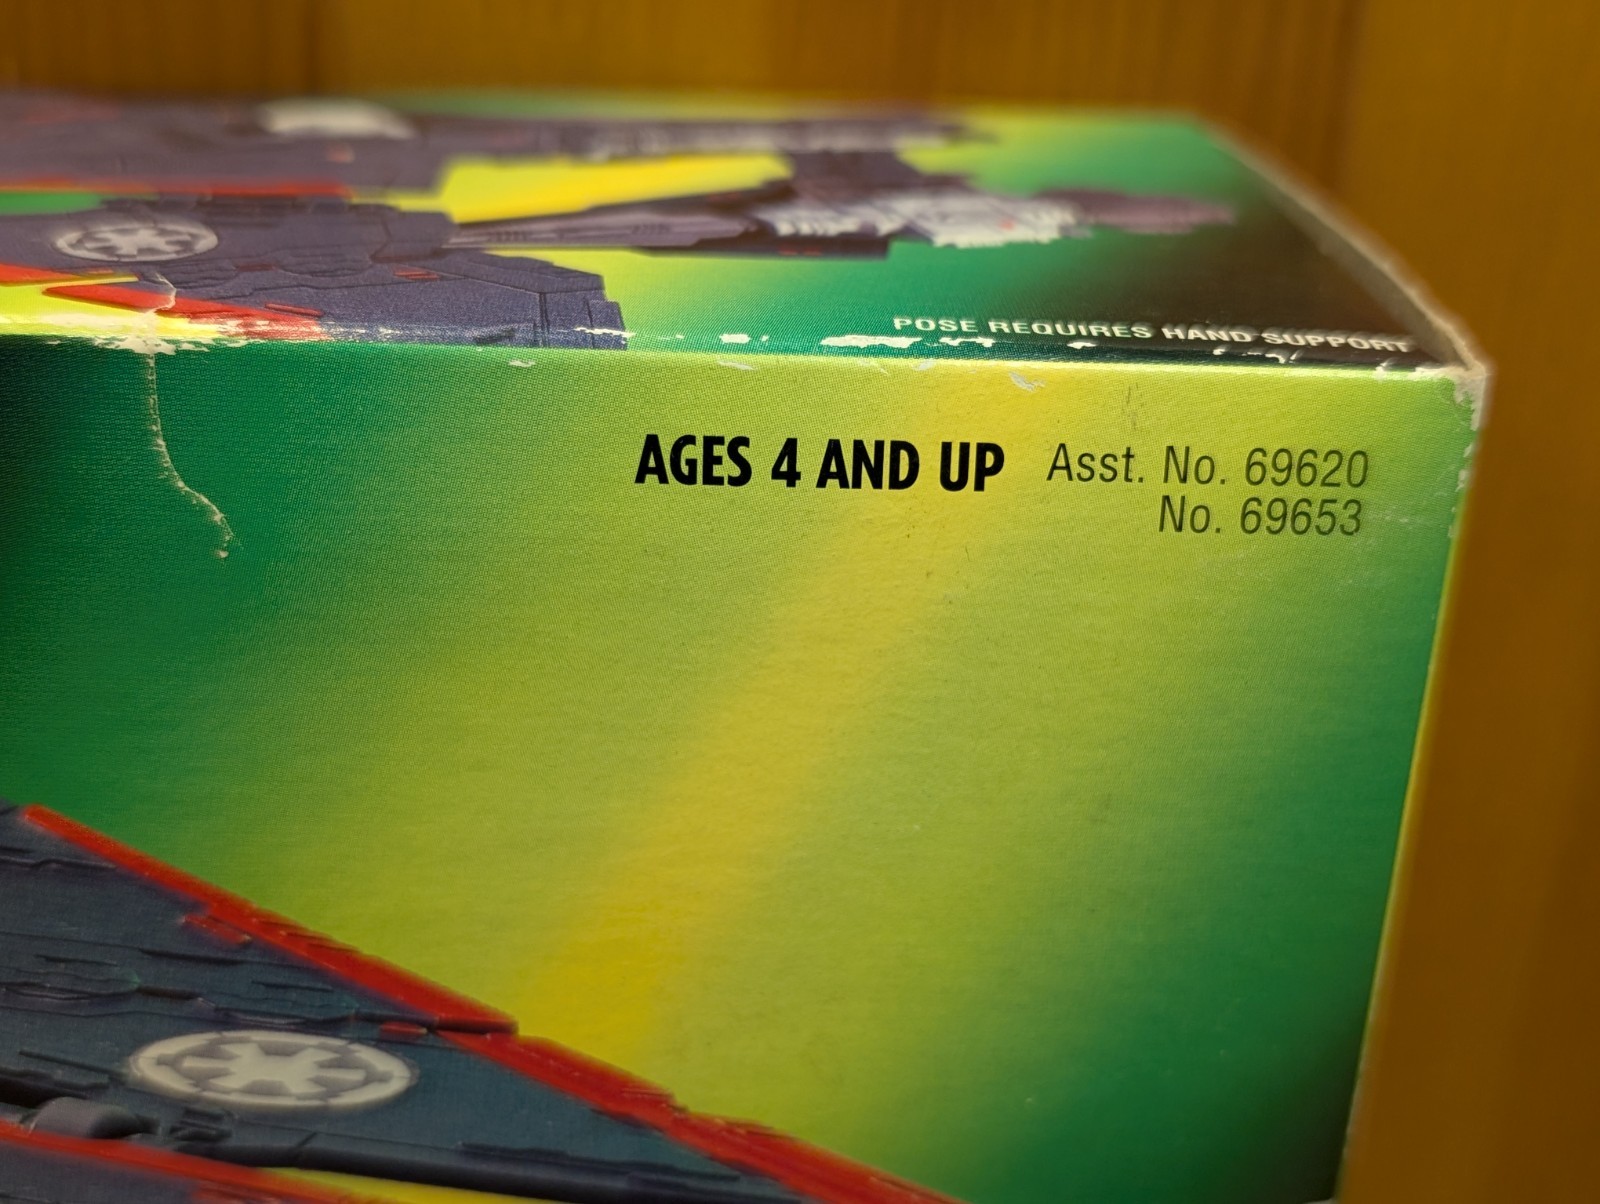 POSE REQUIRES HAND SUPPORT
AGES 4 AND UP Asst. No. 69620
No. 69653